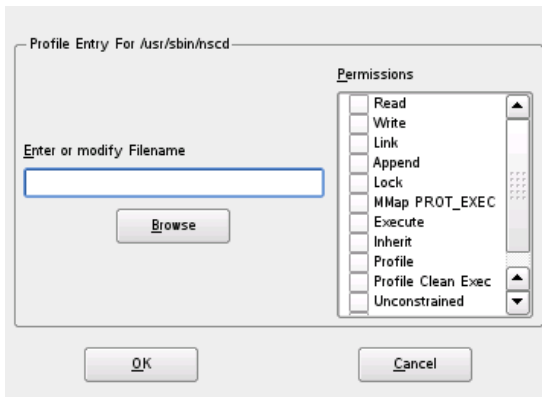 Profile Entry For /usr/sbin/nscd
Enter or modify Filename
Browse
Permissions
Read
Write
Link
Append
Lock
MMap PROT_EXEC
Execute
Inherit
Profile
Profile Clean Exec
Unconstrained
OK
Cancel